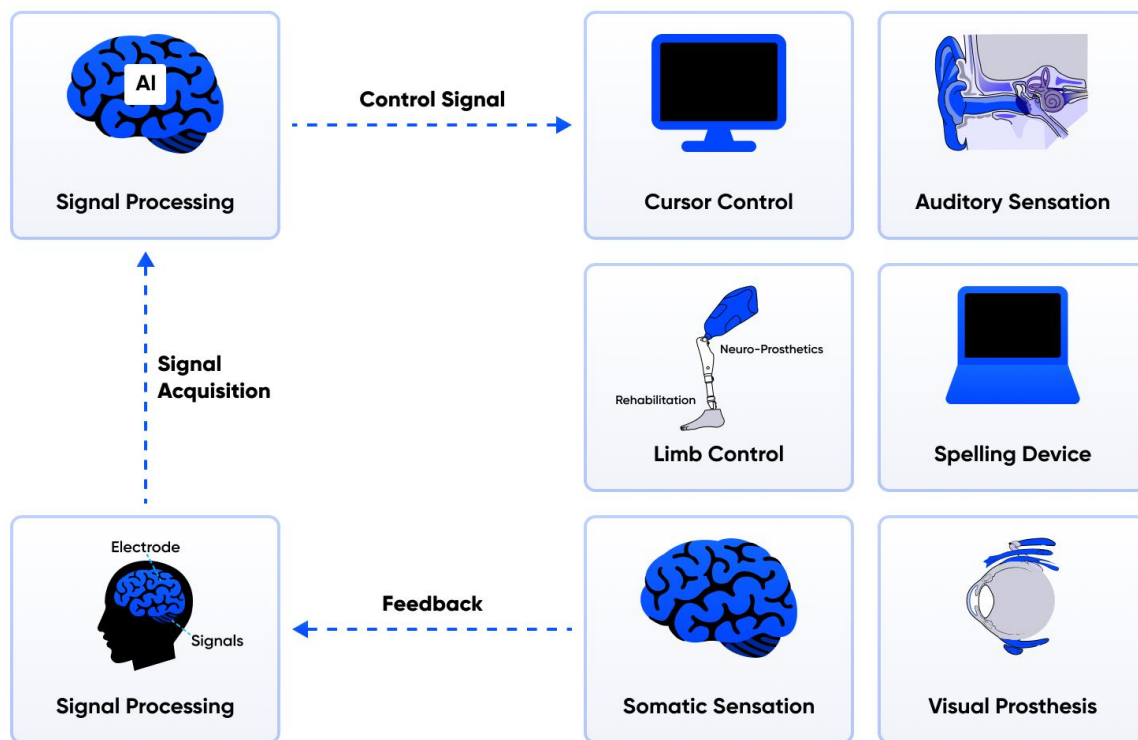 AI
Signal Processing
Control Signal
Cursor Control
Auditory Sensation
Signal
Acquisition
Neuro-Prosthetics
Rehabilitation
Limb Control
Spelling Device
Electrode
Signals
Signal Processing
Feedback
Somatic Sensation
Visual Prosthesis